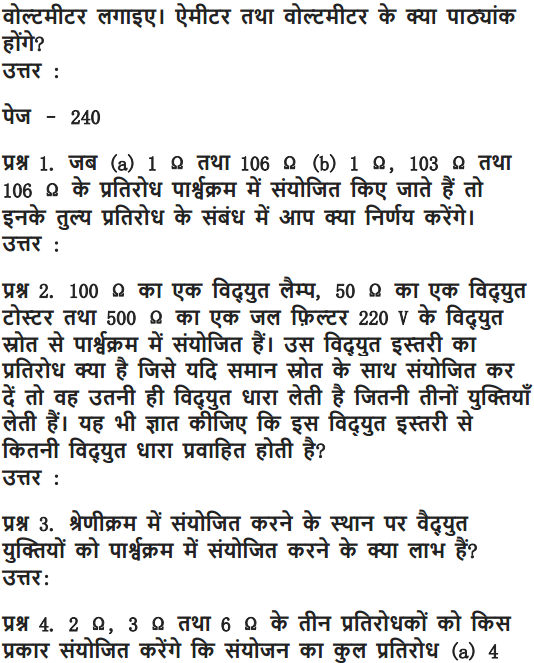 वोल्टमीटर लगाइए। ऐमीटर तथा वोल्टमीटर के क्या पाठ्यांक
होंगे?
उत्तर :
पेज - 240
प्रश्न 1. जब (a) 1 Ω तथा 106 Ω (b) 1 Ω, 103 Ω तथा
106 Ω के प्रतिरोध पार्श्वक्रम में संयोजित किए जाते हैं तो
इनके तुल्य प्रतिरोध के संबंध में आप क्या निर्णय करेंगे।
उत्तर :
प्रश्न 2. 100 Ω का एक विद्युत लैम्प, 50 Ω का एक विद्युत
टोस्टर तथा 500 Ω का एक जल फ़िल्टर 220 V के विद्युत
स्रोत से पार्श्वक्रम में संयोजित हैं। उस विद्युत इस्तरी का
प्रतिरोध क्या है जिसे यदि समान स्रोत के साथ संयोजित कर
दें तो वह उतनी ही विद्युत धारा लेती है जितनी तीनों युक्तियाँ
लेती हैं। यह भी ज्ञात कीजिए कि इस विद्युत इस्तरी से
कितनी विद्युत धारा प्रवाहित होती है?
उत्तर :
प्रश्न 3. श्रेणीक्रम में संयोजित करने के स्थान पर वैद्युत
युक्तियों को पार्श्वक्रम में संयोजित करने के क्या लाभ हैं?
उत्तर:
प्रश्न 4. 2 Ω, 3 Ω तथा 6 Ω के तीन प्रतिरोधकों को किस
प्रकार संयोजित करेंगे कि संयोजन का कुल प्रतिरोध (a) 4